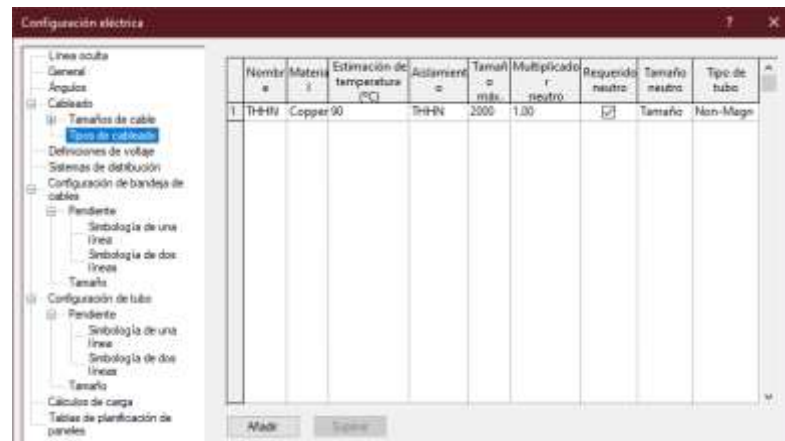 Configuración eléctrica
?
×
Línea oculta
General
Ángulos
Cableado
Tamaños de cable
Tipos de cableado
Definiciones de voltaje
Sistemas de distribución
Configuración de bandeja de
cables
Pendiente
Simbología de una
línea
Simbología de dos
líneas
Tamaño
Configuración de tubo
Pendiente
Simbología de una
línea
Simbología de dos
líneas
Tamaño
Cálculos de carga
Tablas de planificación de
paneles
Nombr
e
Materia
l
Estimación de
temperatura
(ºC)
Aislamient
o
Tamañ
o
máx.
Multiplicado
r
neutro
Requerido
neutro
Tamaño
neutro
Tipo de
tubo
1 THHN Copper 90 THHN 2000 1.00 Tamaño Non-Magn
Añadir
Suprimir